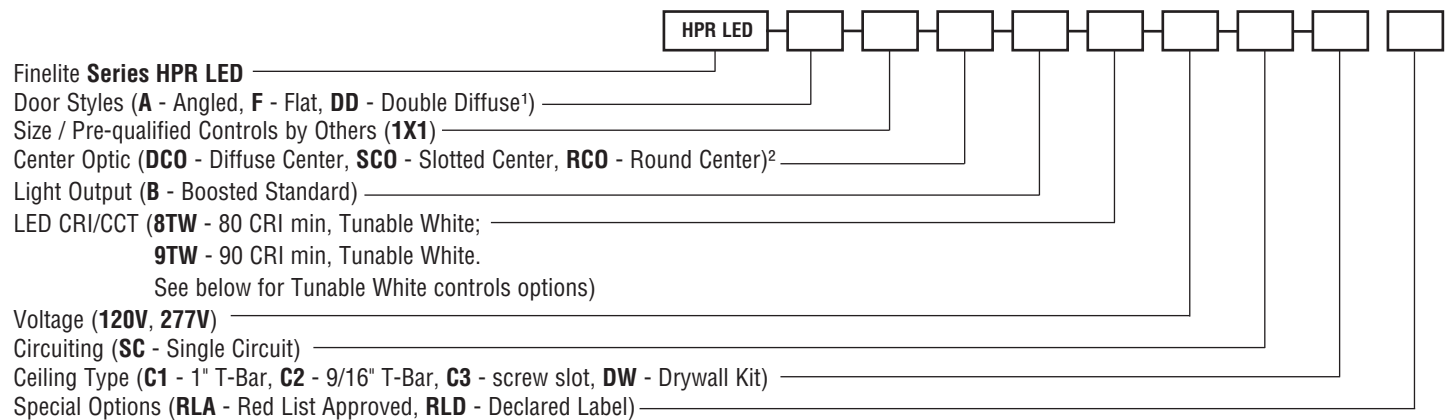 HPR LED
Finelite Series HPR LED
Door Styles (A - Angled, F - Flat, DD - Double Diffuse¹)
Size / Pre-qualified Controls by Others (1X1)
Center Optic (DCO - Diffuse Center, SCO - Slotted Center, RCO - Round Center)²
Light Output (B - Boosted Standard)
LED CRI/CCT (8TW - 80 CRI min, Tunable White;
9TW - 90 CRI min, Tunable White.
See below for Tunable White controls options)
Voltage (120V, 277V)
Circuiting (SC - Single Circuit)
Ceiling Type (C1 - 1" T-Bar, C2 - 9/16" T-Bar, C3 - screw slot, DW - Drywall Kit)
Special Options (RLA - Red List Approved, RLD - Declared Label)